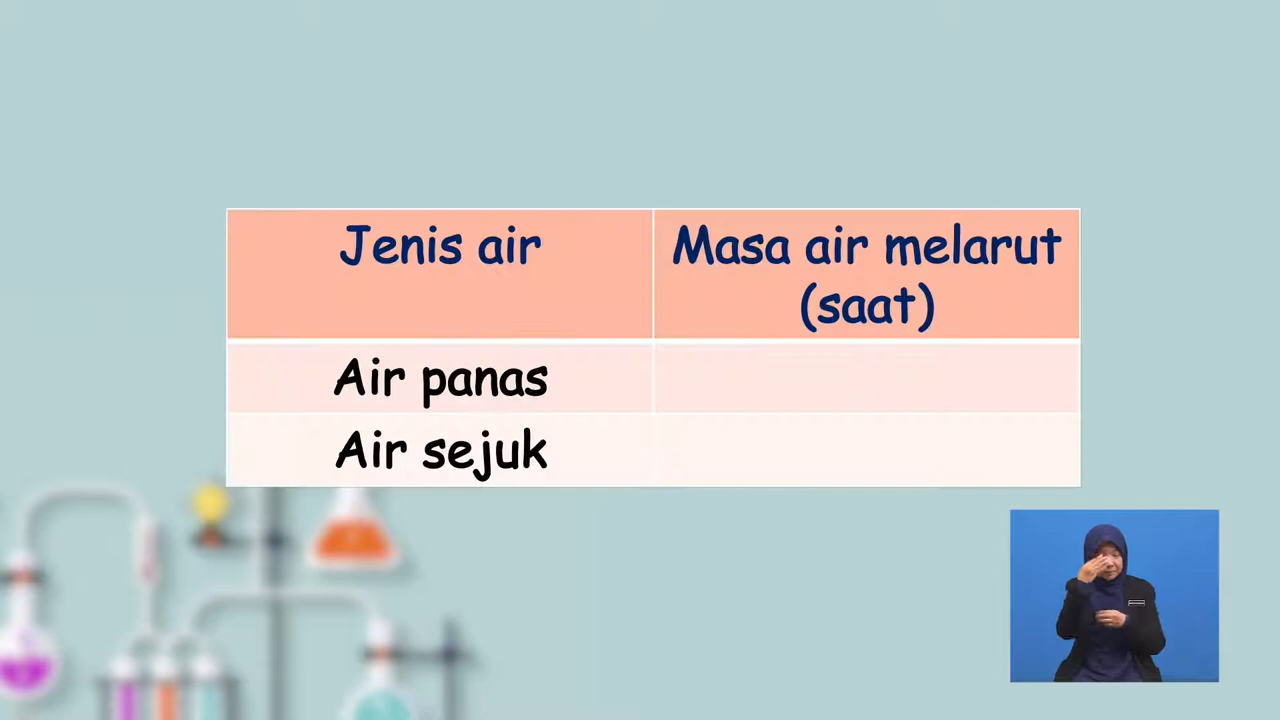 Jenis air
Masa air melarut
(saat)
Air panas
Air sejuk